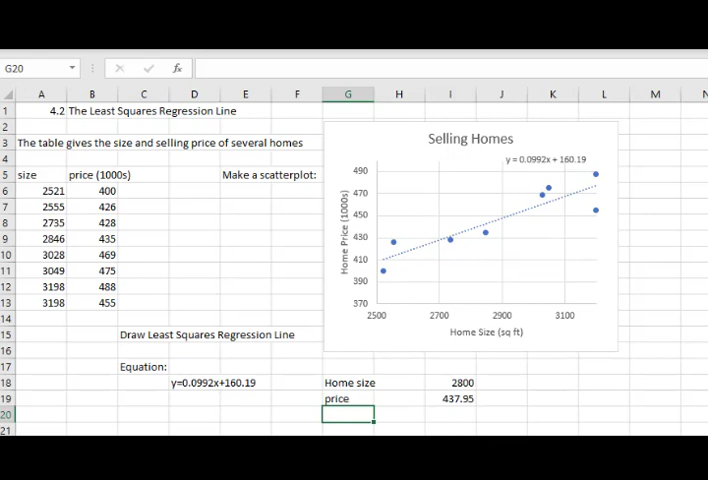 G20
fx
A B C D E F G H I J K L M N
1 4.2 The Least Squares Regression Line
2
3 The table gives the size and selling price of several homes
4
5 size price (1000s) Make a scatterplot:
6 2521 400
7 2555 426
8 2735 428
9 2846 435
10 3028 469
11 3049 475
12 3198 488
13 3198 455
14
15 Draw Least Squares Regression Line
16
17 Equation:
18 y=0.0992x+160.19 Home size 2800
19 price 437.95
20
21
Selling Homes
y = 0.0992x + 160.19
Home Price (1000s)
490
470
450
430
410
390
370
2500 2700 2900 3100
Home Size (sq ft)